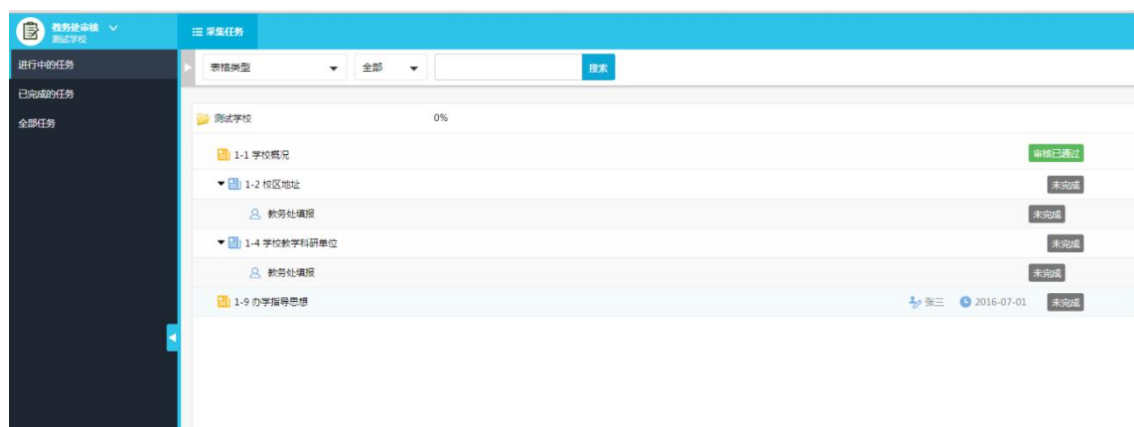 教务处审核
测试学校
采集任务
进行中的任务
已完成的任务
全部任务
表格类型 全部 搜索
测试学校 0%
1-1 学校概况 审核已通过
1-2 校区地址 未完成
教务处填报 未完成
1-4 学校教学科研单位 未完成
教务处填报 未完成
1-9 办学指导思想 张三 2016-07-01 未完成